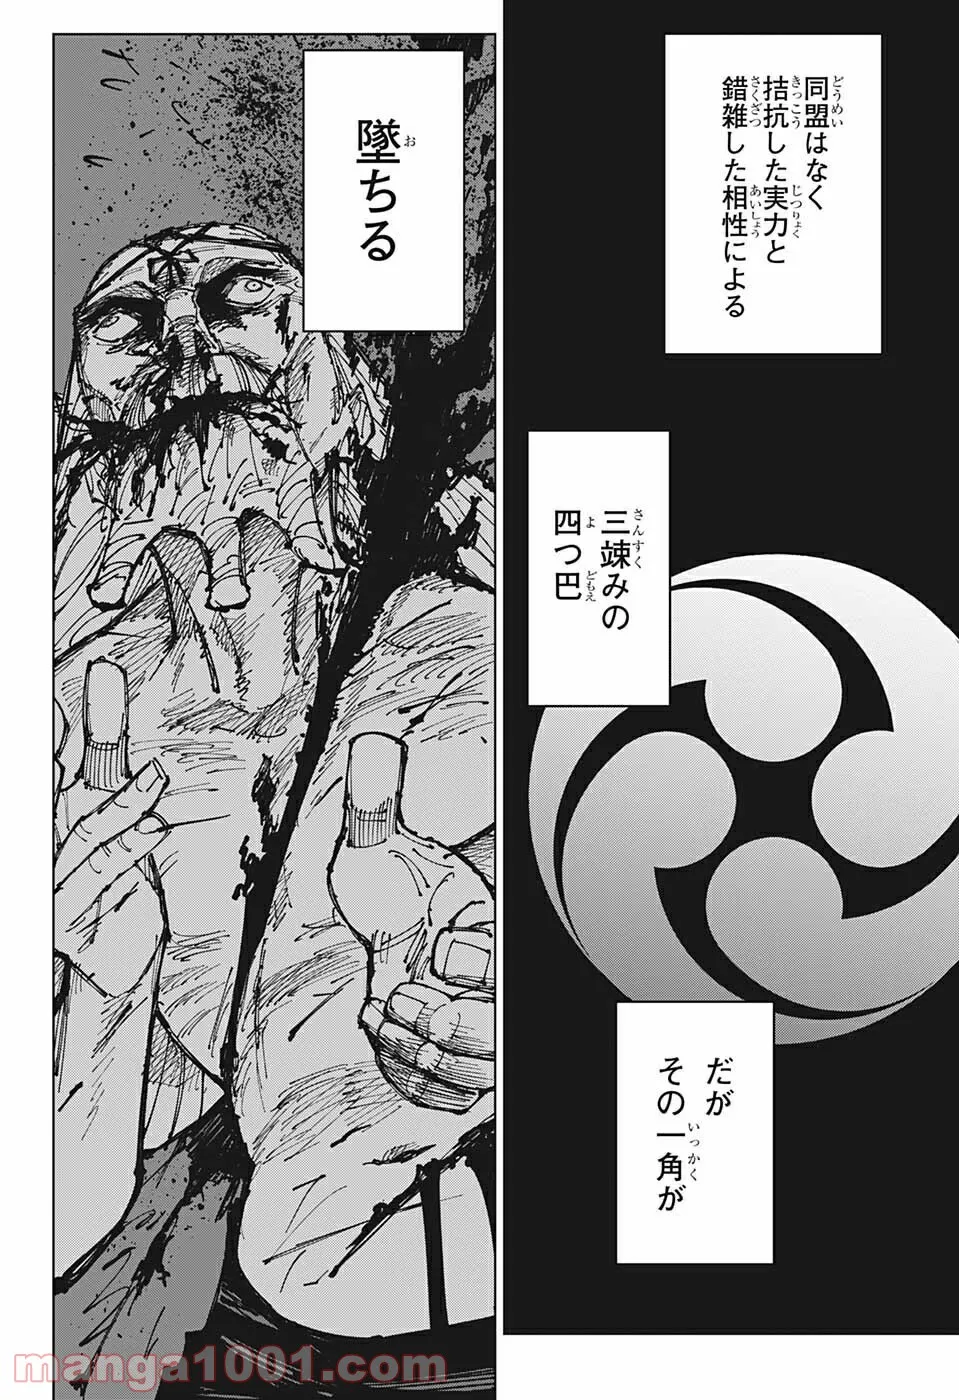 同盟はなく
拮抗した実力と
錯雑した相性による
三竦みの
四つ巴
だが
その一角が
墜ちる
manga1001.com